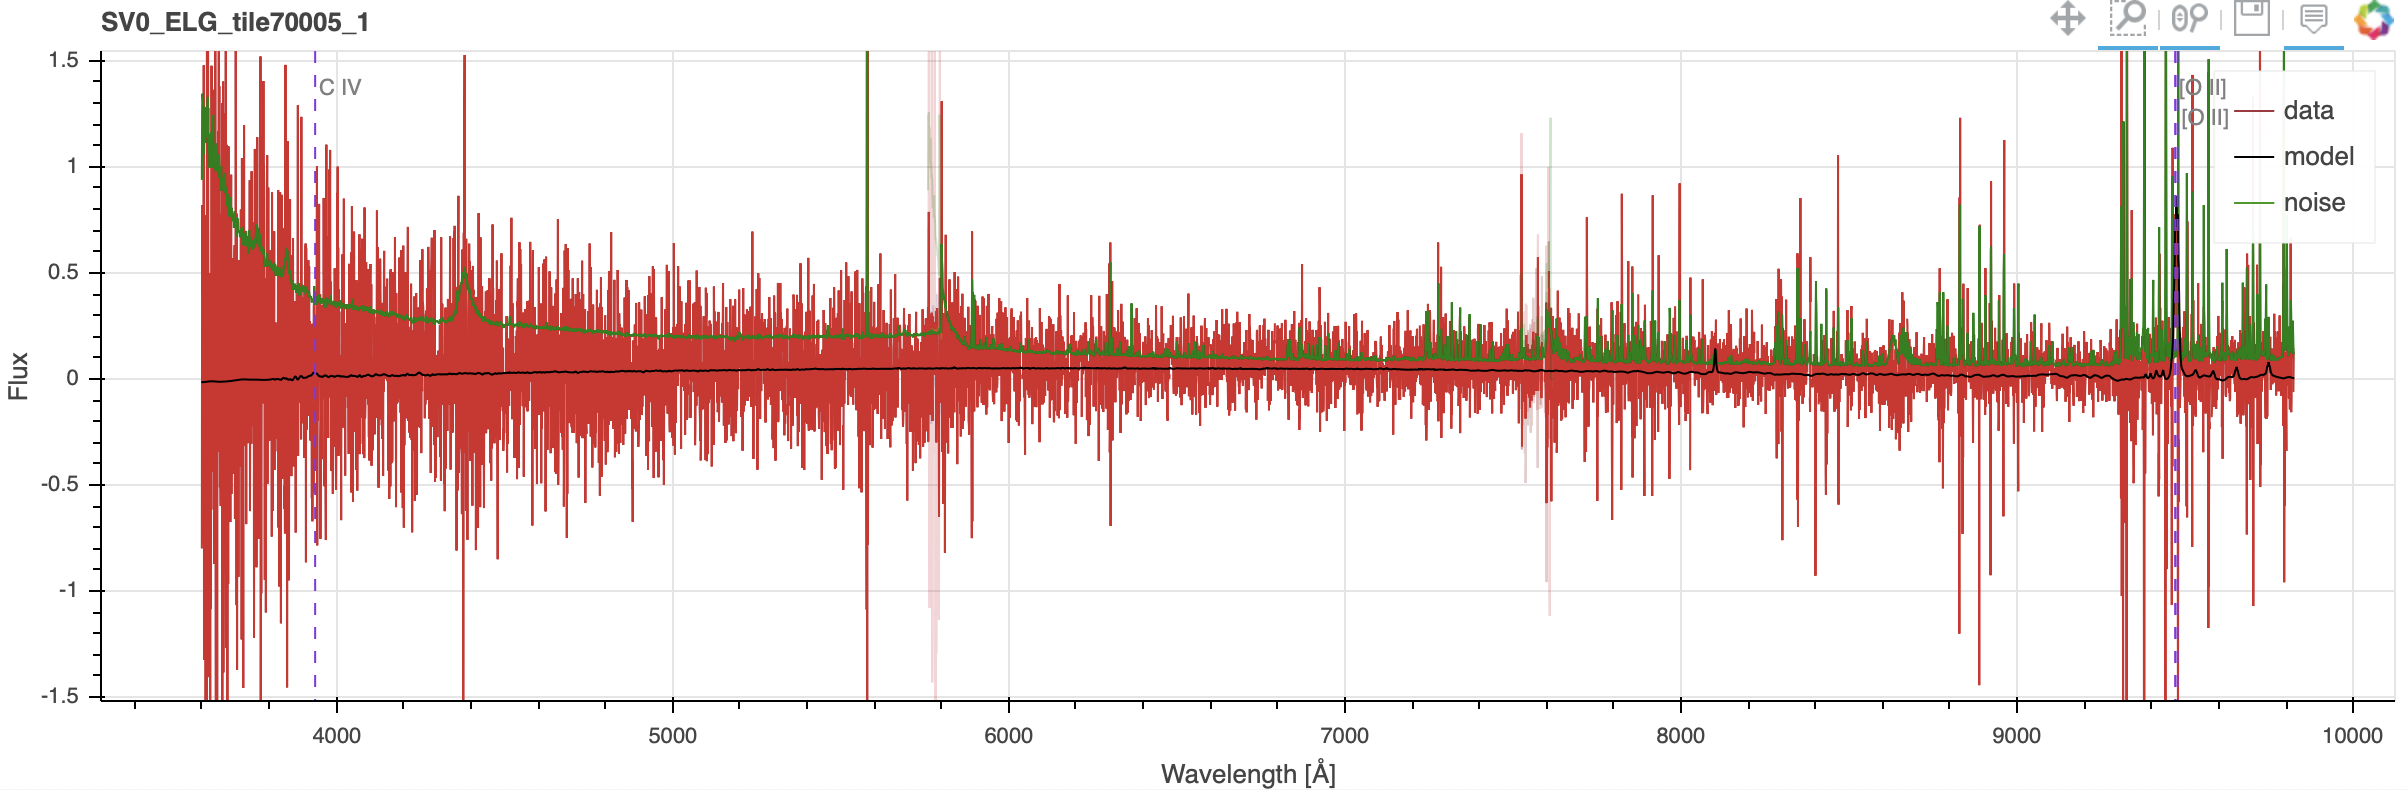 SV0_ELG_tile70005_1
1.5
1
0.5
0
-0.5
-1
-1.5
Flux
C IV
[O II]
[O II]
data
model
noise
4000
5000
6000
7000
8000
9000
10000
Wavelength [Å]